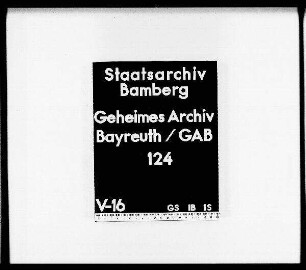 Staatsarchiv
Bamberg
Geheimes Archiv
Bayreuth / GAB
124
V-16 GS IB IS